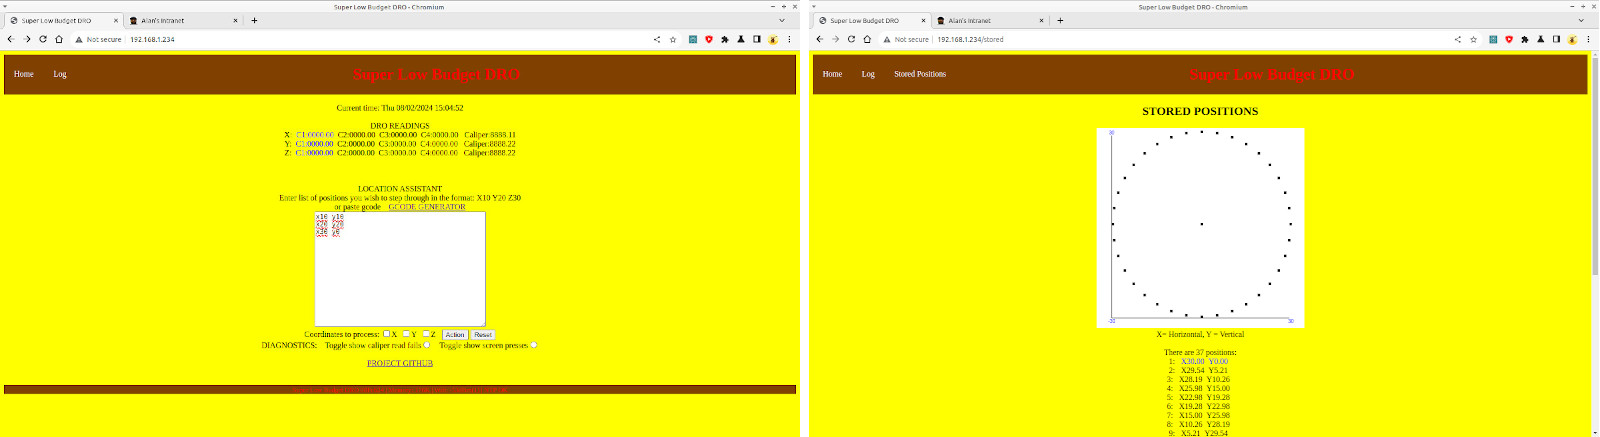 Super Low Budget DRO - Chromium
Super Low Budget DRO
Alan's Intranet
Not secure 192.168.1.234
Home Log Super Low Budget DRO
Current time: Thu 08/02/2024 15:04:52
DRO READINGS
X: C1:0000.00 C2:0000.00 C3:0000.00 C4:0000.00 Caliper:8888.11
Y: C1:0000.00 C2:0000.00 C3:0000.00 C4:0000.00 Caliper:8888.22
Z: C1:0000.00 C2:0000.00 C3:0000.00 C4:0000.00 Caliper:8888.22
LOCATION ASSISTANT
Enter list of positions you wish to step through in the format: X10 Y20 Z30
or paste gcode GCODE GENERATOR
x10 y10
x20 y20
x30 y0
Coordinates to process: X Y Z Action Reset
DIAGNOSTICS: Toggle show caliper read fails Toggle show screen presses
PROJECT GITHUB
Super Low Budget DRO - Chromium
Super Low Budget DRO
Alan's Intranet
Not secure 192.168.1.234/stored
Home Log Stored Positions Super Low Budget DRO
STORED POSITIONS
30
-30 30
X= Horizontal, Y = Vertical
There are 37 positions:
1: X30.00 Y0.00
2: X29.54 Y5.21
3: X28.19 Y10.26
4: X25.98 Y15.00
5: X22.98 Y19.28
6: X19.28 Y22.98
7: X15.00 Y25.98
8: X10.26 Y28.19
9: X5.21 Y29.54